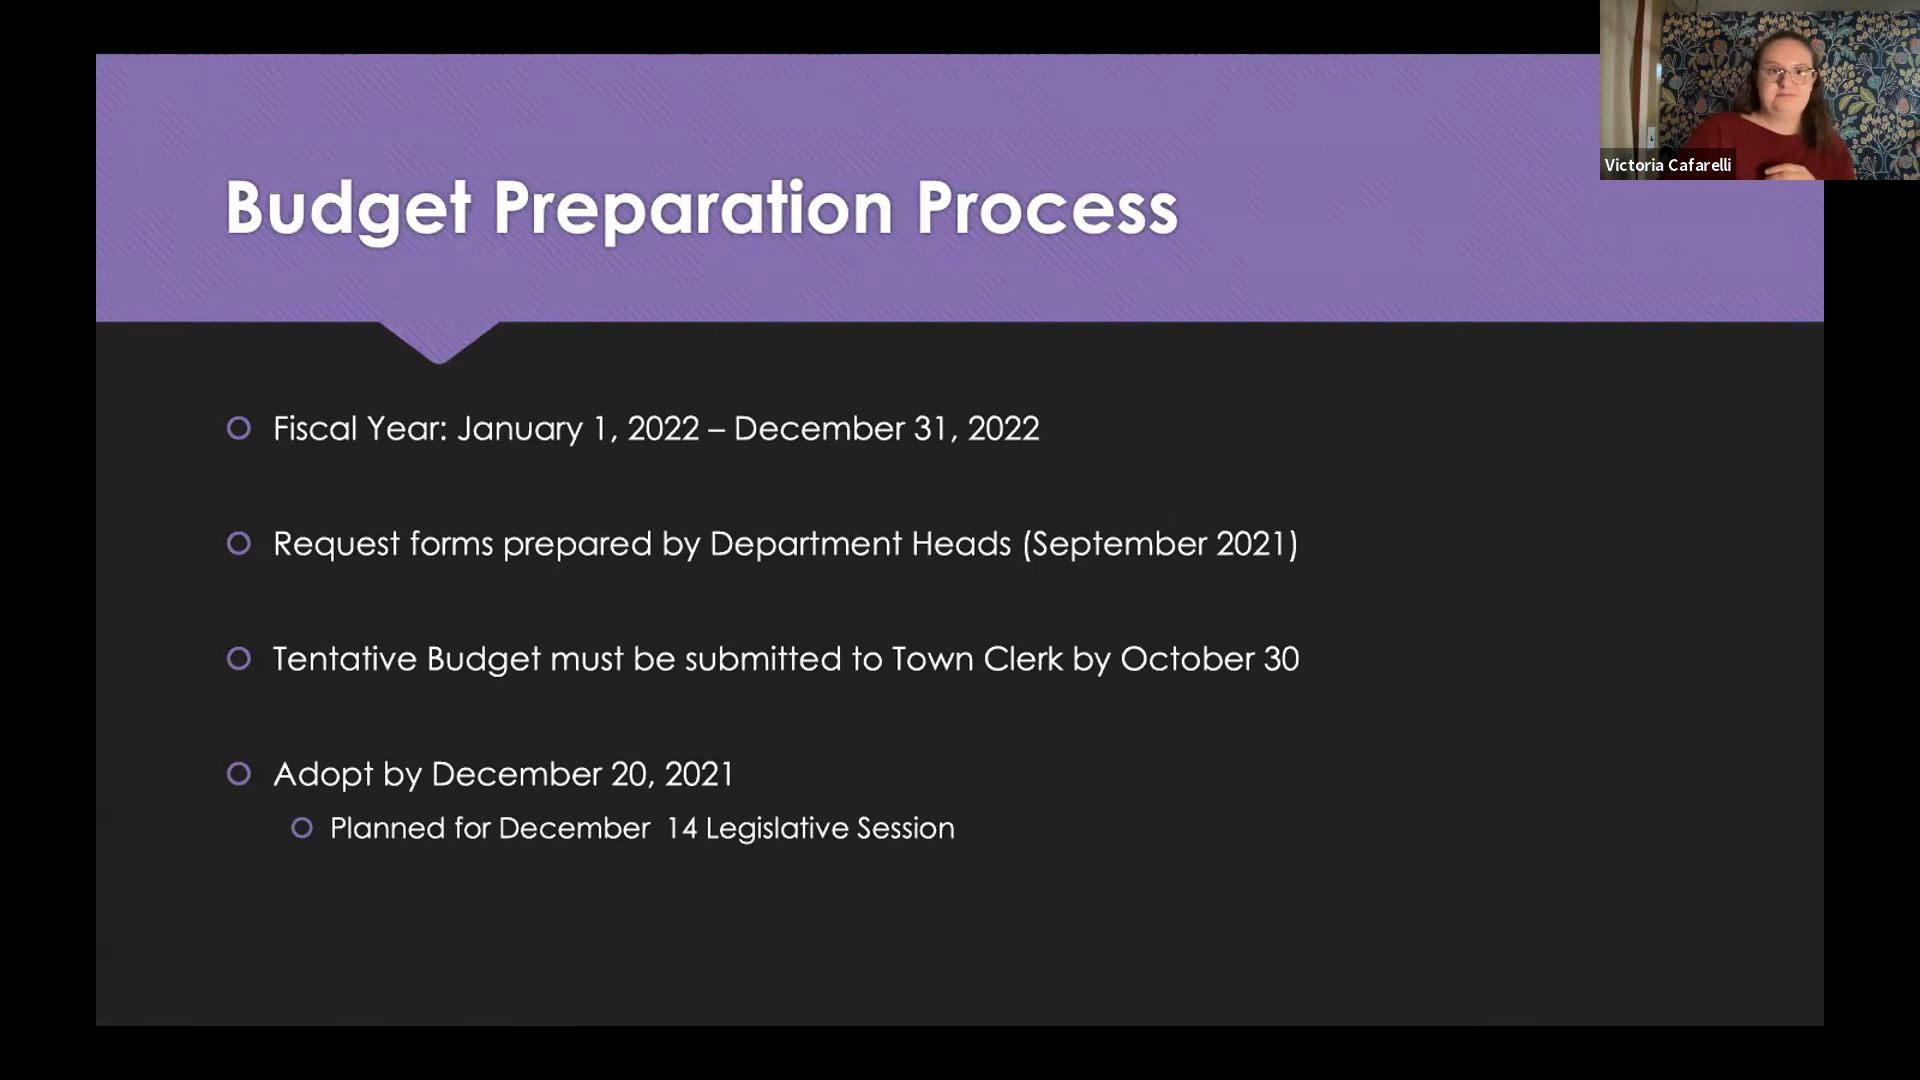 Victoria Cafarelli
Budget Preparation Process
Fiscal Year: January 1, 2022 – December 31, 2022
Request forms prepared by Department Heads (September 2021)
Tentative Budget must be submitted to Town Clerk by October 30
Adopt by December 20, 2021
Planned for December  14 Legislative Session